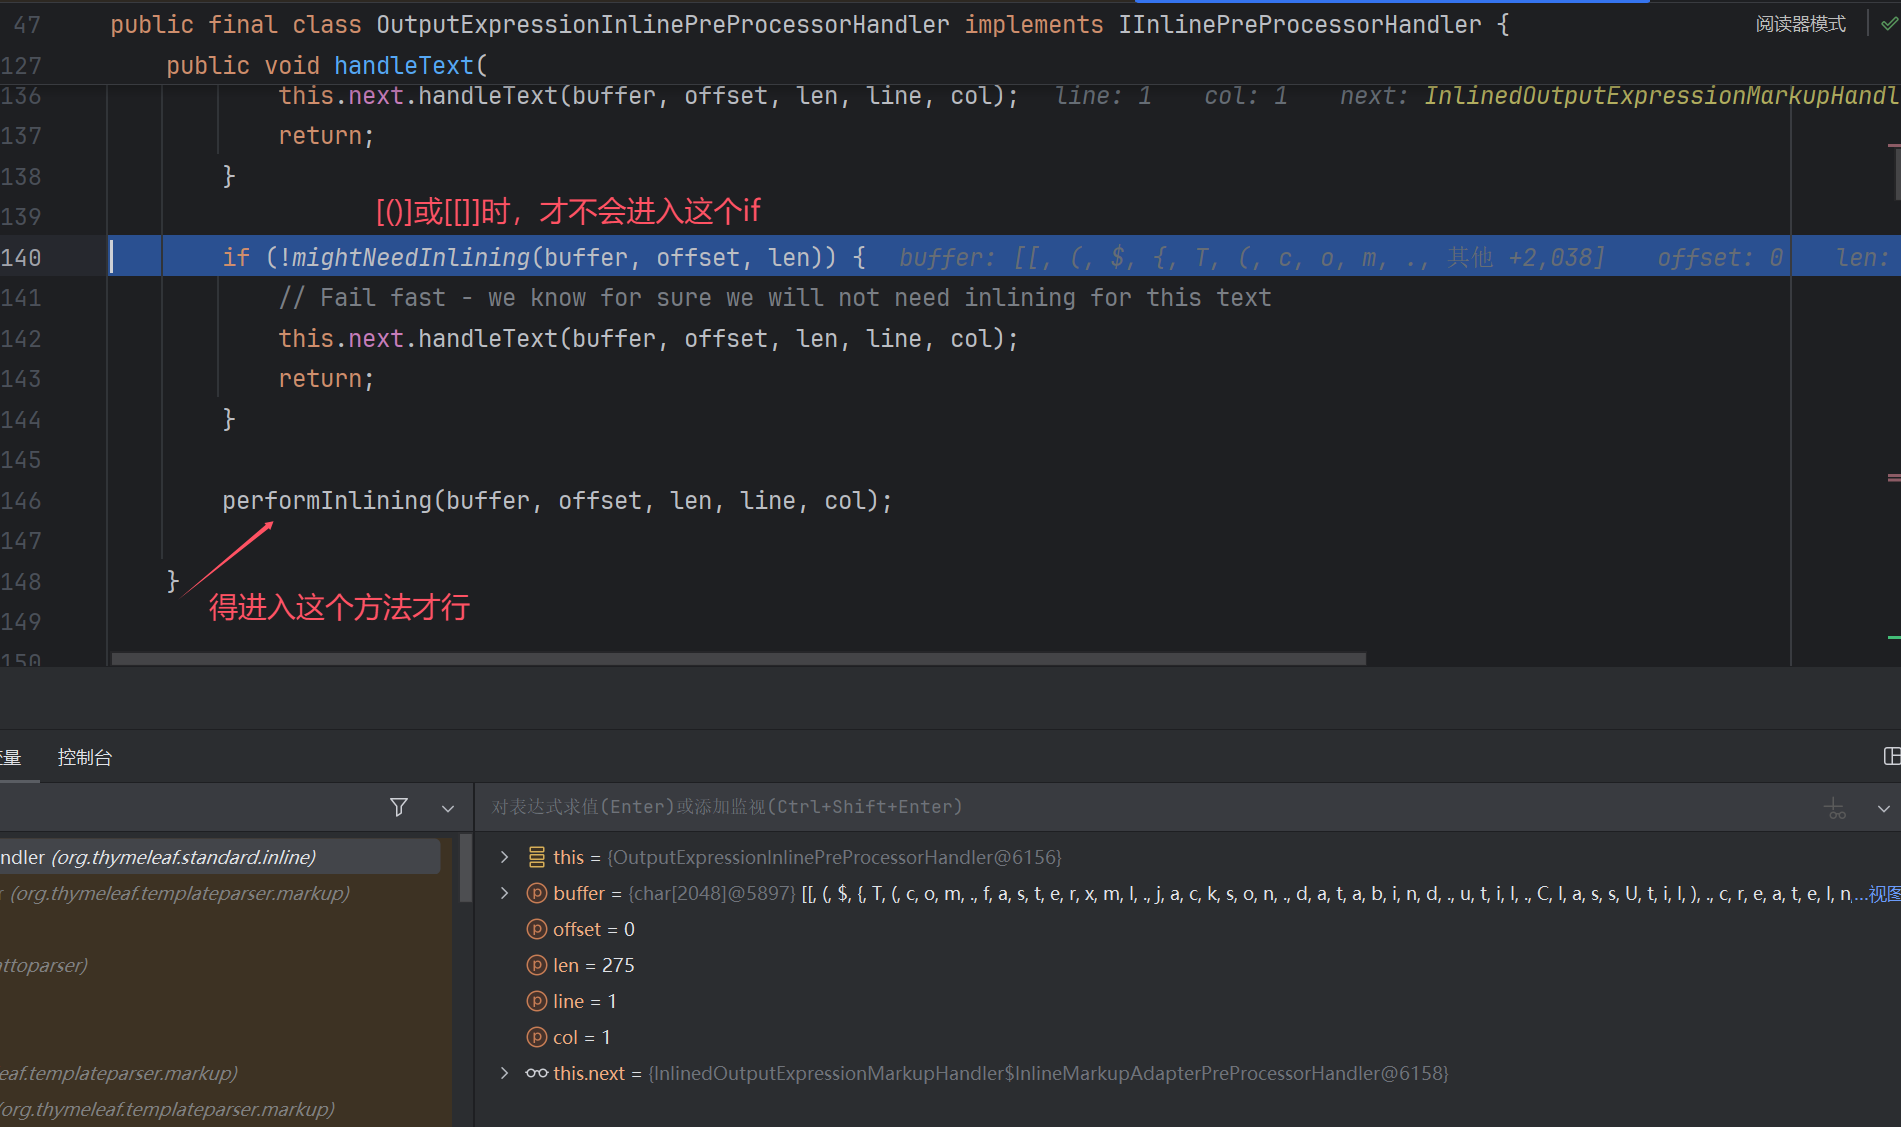 47 public final class OutputExpressionInlinePreProcessorHandler implements IInlinePreProcessorHandler { 阅读器模式
127 public void handleText(
136 this.next.handleText(buffer, offset, len, line, col); line: 1 col: 1 next: InlinedOutputExpressionMarkupHandl
137 return;
138 }
139 [()]或[[]]时，才不会进入这个if
140 if (!mightNeedInlining(buffer, offset, len)) { buffer: [[, (, $, {, T, (, c, o, m, ., 其他 +2,038] offset: 0 len:
141 // Fail fast - we know for sure we will not need inlining for this text
142 this.next.handleText(buffer, offset, len, line, col);
143 return;
144 }
145
146 performInlining(buffer, offset, len, line, col);
147
148 }
得进入这个方法才行
149
150
变量 控制台
对表达式求值(Enter)或添加监视(Ctrl+Shift+Enter)
ndler (org.thymeleaf.standard.inline)
r (org.thymeleaf.templateparser.markup)
attoparser)
eaf.templateparser.markup)
(org.thymeleaf.templateparser.markup)
this = {OutputExpressionInlinePreProcessorHandler@6156}
buffer = {char[2048]@5897} [[, (, $, {, T, (, c, o, m, ., f, a, s, t, e, r, x, m, l, ., j, a, c, k, s, o, n, ., d, a, t, a, b, i, n, d, ., u, t, i, l, ., C, l, a, s, s, U, t, i, l, ), ., c, r, e, a, t, e, I, n,...视图
offset = 0
len = 275
line = 1
col = 1
this.next = {InlinedOutputExpressionMarkupHandler$InlineMarkupAdapterPreProcessorHandler@6158}